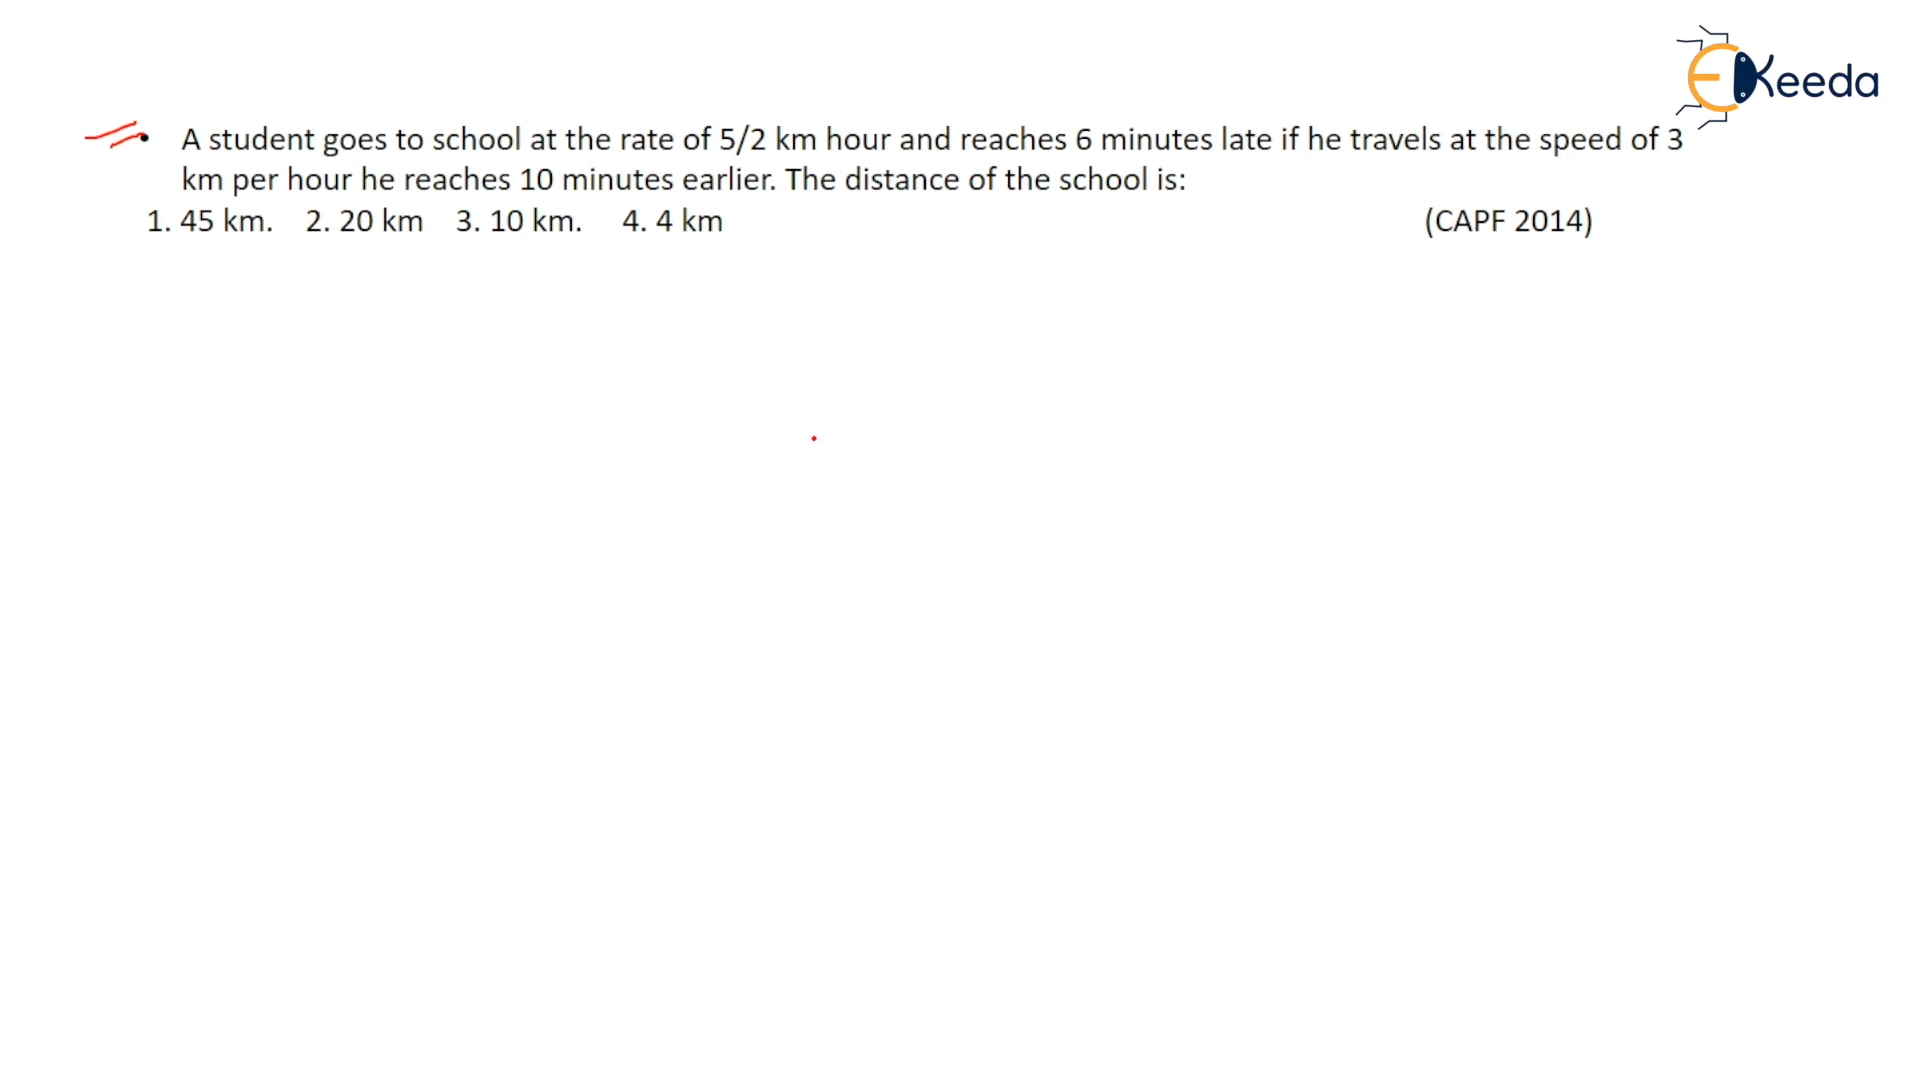 EKeeda
• A student goes to school at the rate of 5/2 km hour and reaches 6 minutes late if he travels at the speed of 3
km per hour he reaches 10 minutes earlier. The distance of the school is:
1. 45 km. 2. 20 km 3. 10 km. 4. 4 km (CAPF 2014)